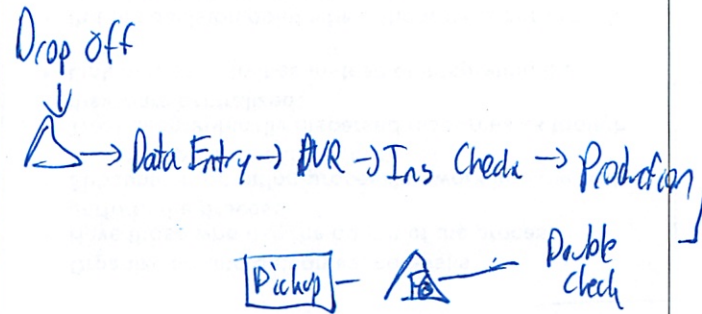 Drop Off
Data Entry → DUR → Ins Check → Production
Pickup
Double
Check